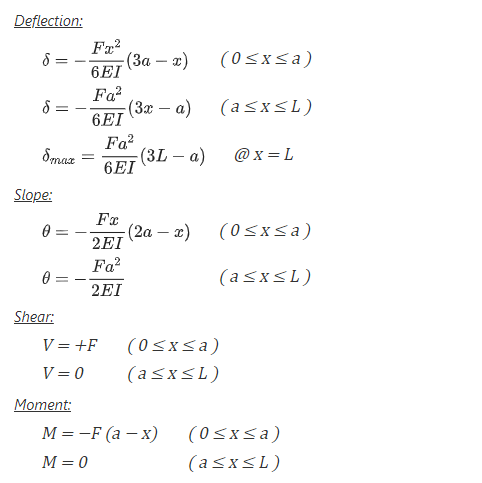 Deflection:
δ = −Fx²/6EI (3a − x) ( 0 ≤ x ≤ a )
δ = −Fa²/6EI (3x − a) ( a ≤ x ≤ L )
δmax = Fa²/6EI (3L − a) @ x = L
Slope:
θ = −Fx/2EI (2a − x) ( 0 ≤ x ≤ a )
θ = −Fa²/2EI ( a ≤ x ≤ L )
Shear:
V = +F ( 0 ≤ x ≤ a )
V = 0 ( a ≤ x ≤ L )
Moment:
M = −F (a − x) ( 0 ≤ x ≤ a )
M = 0 ( a ≤ x ≤ L )